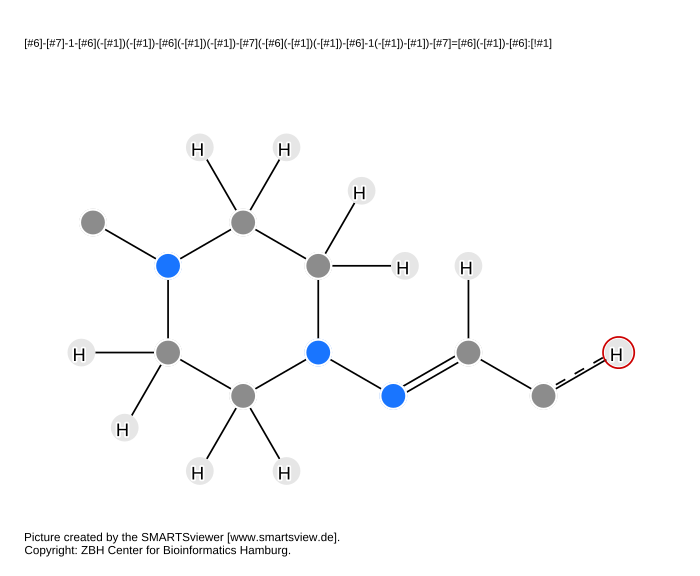 [#6]-[#7]-1-[#6](-[#1])(-[#1])-[#6](-[#1])(-[#1])-[#7](-[#6](-[#1])(-[#1])-[#6]-1(-[#1])-[#1])-[#7]=[#6](-[#1])-[#6]:[!#1]
H H
H
H H
H H
H
H H
Picture created by the SMARTSviewer [www.smartsview.de].
Copyright: ZBH Center for Bioinformatics Hamburg.